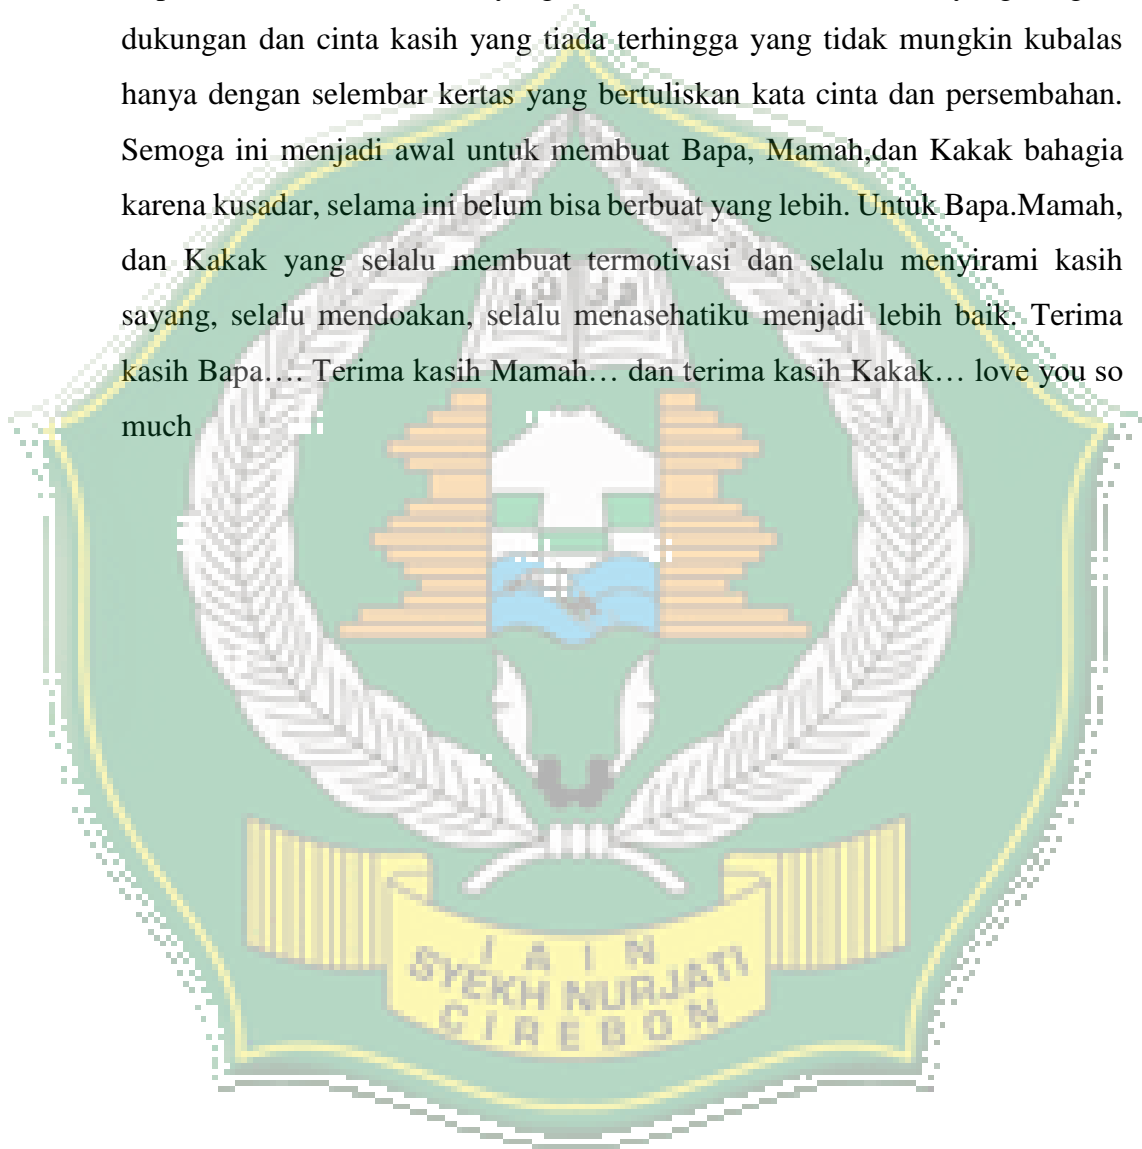 dukungan dan cinta kasih yang tiada terhingga yang tidak mungkin kubalas
hanya dengan selembar kertas yang bertuliskan kata cinta dan persembahan.
Semoga ini menjadi awal untuk membuat Bapa, Mamah,dan Kakak bahagia
karena kusadar, selama ini belum bisa berbuat yang lebih. Untuk Bapa.Mamah,
dan Kakak yang selalu membuat termotivasi dan selalu menyirami kasih
sayang, selalu mendoakan, selalu menasehatiku menjadi lebih baik. Terima
kasih Bapa…. Terima kasih Mamah… dan terima kasih Kakak… love you so
much
I A I N
SYEKH NURJATI
CIREBON